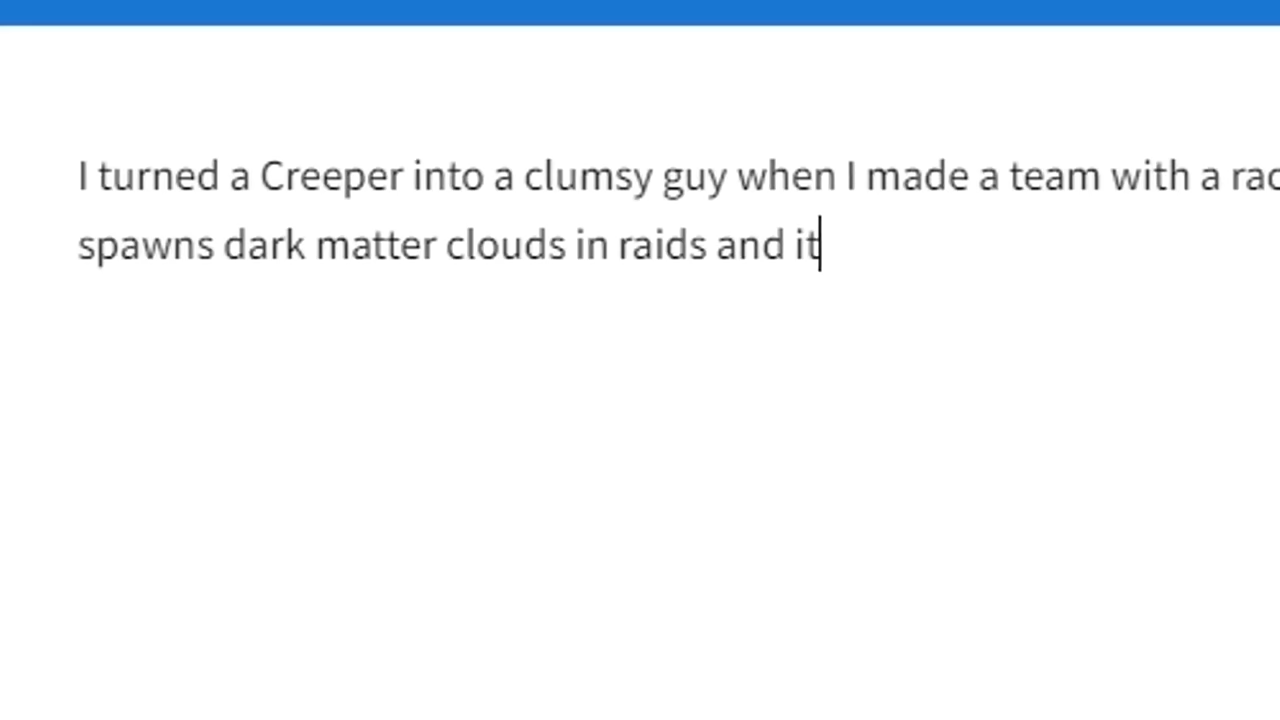 I turned a Creeper into a clumsy guy when I made a team with a
spawns dark matter clouds in raids and it